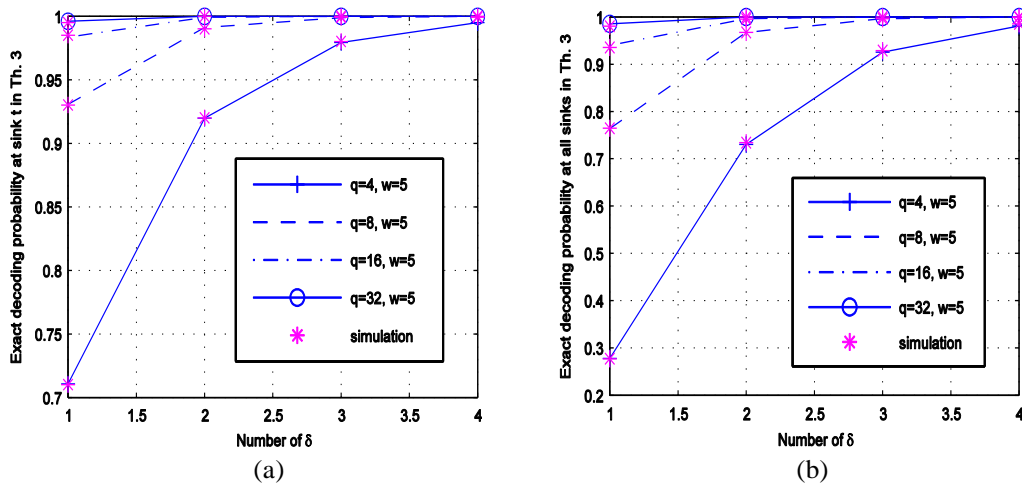 Exact decoding probability at sink t in Th. 3
1
0.95
0.9
0.85
0.8
0.75
0.7
1
1.5
2
2.5
3
3.5
4
Number of δ
q=4, w=5
q=8, w=5
q=16, w=5
q=32, w=5
simulation
(a)
Exact decoding probability at all sinks in Th. 3
1
0.9
0.8
0.7
0.6
0.5
0.4
0.3
0.2
1
1.5
2
2.5
3
3.5
4
Number of δ
q=4, w=5
q=8, w=5
q=16, w=5
q=32, w=5
simulation
(b)